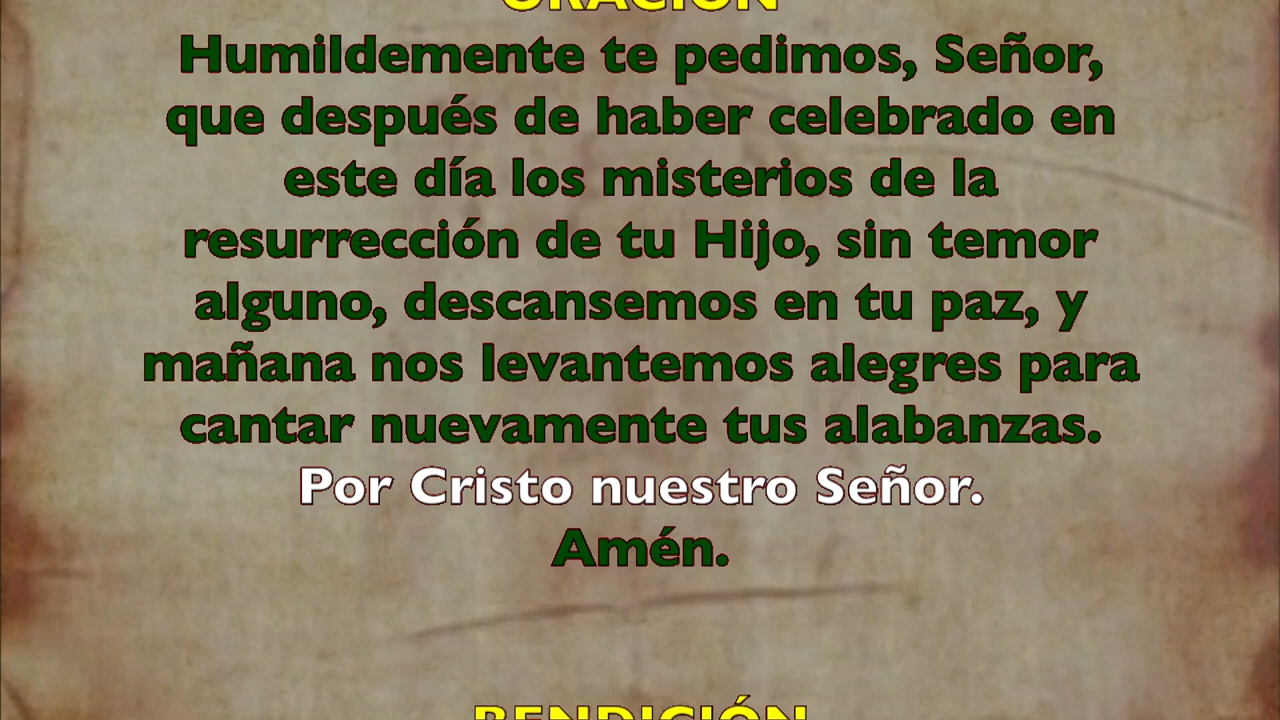 ORACIÓN
Humildemente te pedimos, Señor,
que después de haber celebrado en
este día los misterios de la
resurrección de tu Hijo, sin temor
alguno, descansemos en tu paz, y
mañana nos levantemos alegres para
cantar nuevamente tus alabanzas.
Por Cristo nuestro Señor.
Amén.
BENDICIÓN